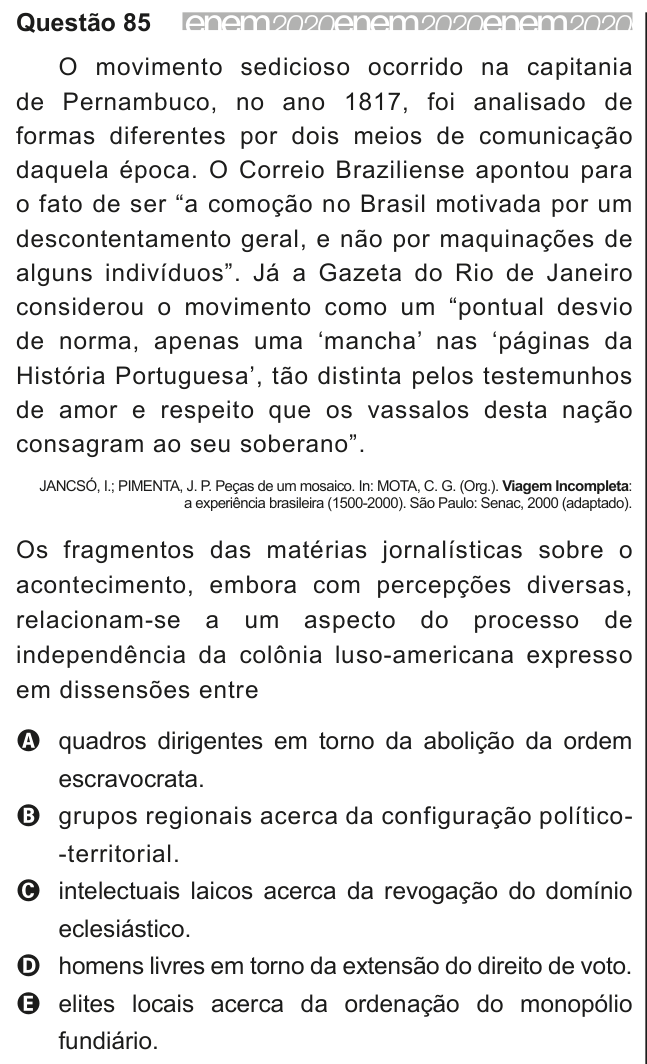 Questão 85 enem2020enem2020enem2020
O movimento sedicioso ocorrido na capitania
de Pernambuco, no ano 1817, foi analisado de
formas diferentes por dois meios de comunicação
daquela época. O Correio Braziliense apontou para
o fato de ser “a comoção no Brasil motivada por um
descontentamento geral, e não por maquinações de
alguns indivíduos”. Já a Gazeta do Rio de Janeiro
considerou o movimento como um “pontual desvio
de norma, apenas uma ‘mancha’ nas ‘páginas da
História Portuguesa’, tão distinta pelos testemunhos
de amor e respeito que os vassalos desta nação
consagram ao seu soberano”.
JANCSÓ, I.; PIMENTA, J. P. Peças de um mosaico. In: MOTA, C. G. (Org.). Viagem Incompleta:
a experiência brasileira (1500-2000). São Paulo: Senac, 2000 (adaptado).
Os fragmentos das matérias jornalísticas sobre o
acontecimento, embora com percepções diversas,
relacionam-se a um aspecto do processo de
independência da colônia luso-americana expresso
em dissensões entre
A quadros dirigentes em torno da abolição da ordem
escravocrata.
B grupos regionais acerca da configuração político-
-territorial.
C intelectuais laicos acerca da revogação do domínio
eclesiástico.
D homens livres em torno da extensão do direito de voto.
E elites locais acerca da ordenação do monopólio
fundiário.